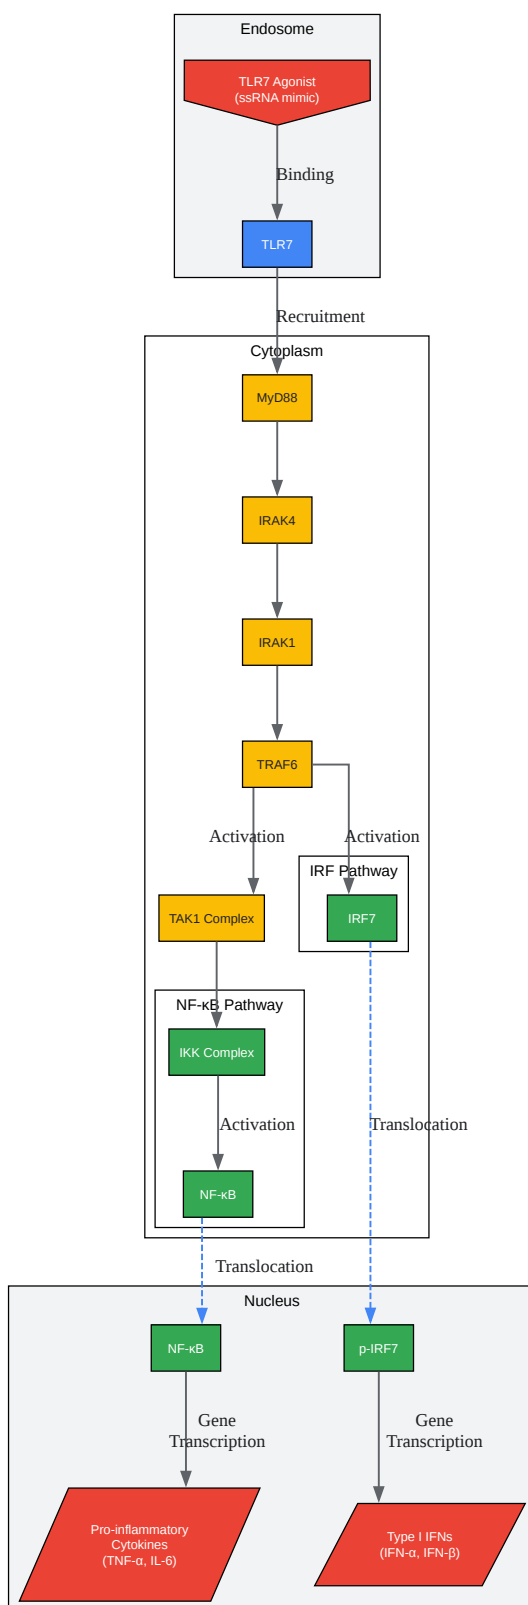 Endosome
TLR7 Agonist
(ssRNA mimic)
Binding
TLR7
Recruitment
Cytoplasm
MyD88
IRAK4
IRAK1
TRAF6
Activation
Activation
IRF Pathway
TAK1 Complex
IRF7
NF-κB Pathway
IKK Complex
Activation
Translocation
NF-κB
Translocation
Nucleus
NF-κB
p-IRF7
Gene
Transcription
Gene
Transcription
Pro-inflammatory
Cytokines
(TNF-α, IL-6)
Type I IFNs
(IFN-α, IFN-β)